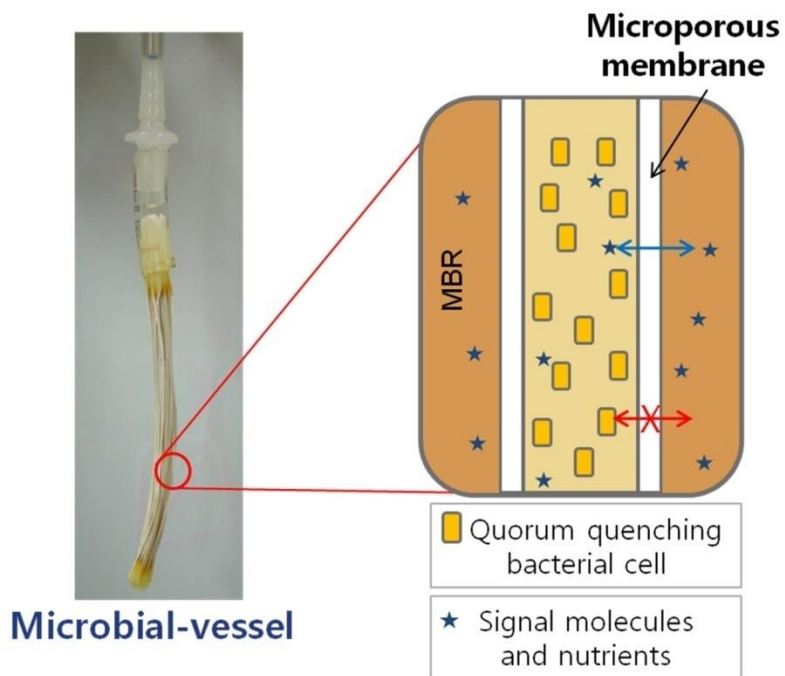 Microporous
membrane
MBR
Quorum quenching
bacterial cell
Microbial-vessel
Signal molecules
and nutrients